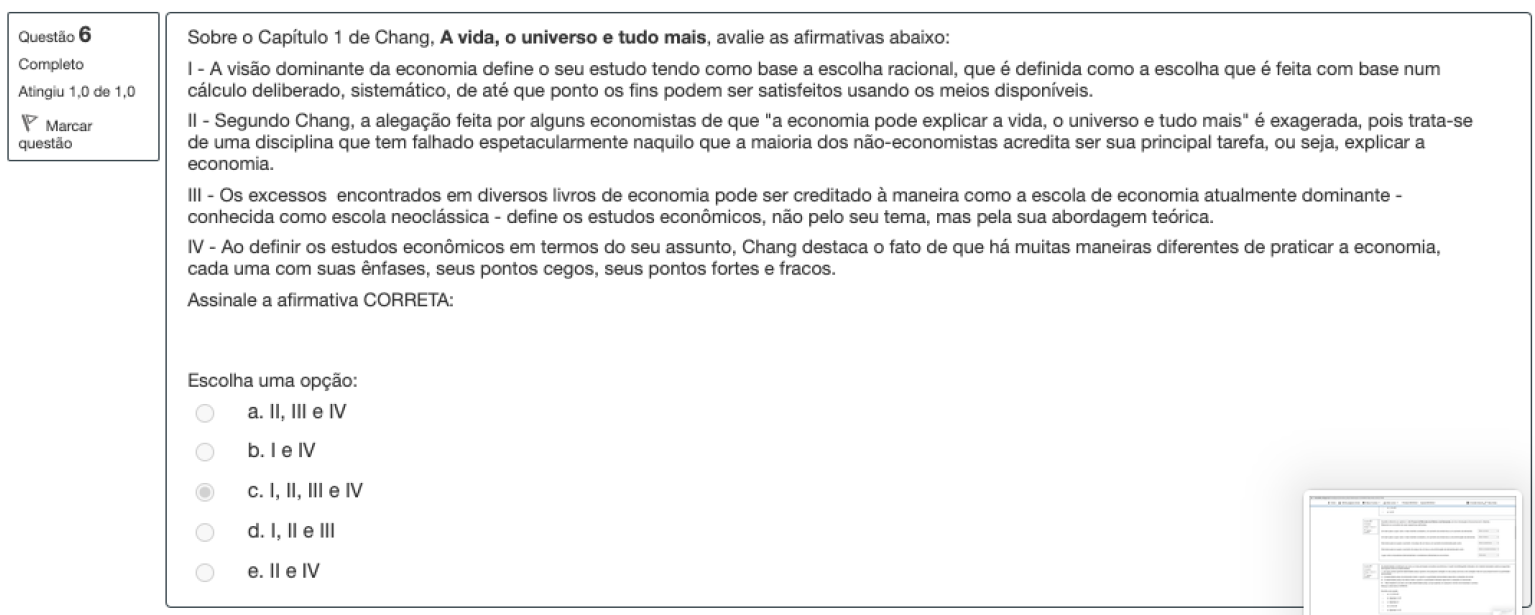 Questão 6
Completo
Atingiu 1,0 de 1,0
Marcar
questão
Sobre o Capítulo 1 de Chang, A vida, o universo e tudo mais, avalie as afirmativas abaixo:
I - A visão dominante da economia define o seu estudo tendo como base a escolha racional, que é definida como a escolha que é feita com base num
cálculo deliberado, sistemático, de até que ponto os fins podem ser satisfeitos usando os meios disponíveis.
II - Segundo Chang, a alegação feita por alguns economistas de que "a economia pode explicar a vida, o universo e tudo mais" é exagerada, pois trata-se
de uma disciplina que tem falhado espetacularmente naquilo que a maioria dos não-economistas acredita ser sua principal tarefa, ou seja, explicar a
economia.
III - Os excessos encontrados em diversos livros de economia pode ser creditado à maneira como a escola de economia atualmente dominante -
conhecida como escola neoclássica - define os estudos econômicos, não pelo seu tema, mas pela sua abordagem teórica.
IV - Ao definir os estudos econômicos em termos do seu assunto, Chang destaca o fato de que há muitas maneiras diferentes de praticar a economia,
cada uma com suas ênfases, seus pontos cegos, seus pontos fortes e fracos.
Assinale a afirmativa CORRETA:
Escolha uma opção:
a. II, III e IV
b. I e IV
c. I, II, III e IV
d. I, II e III
e. II e IV